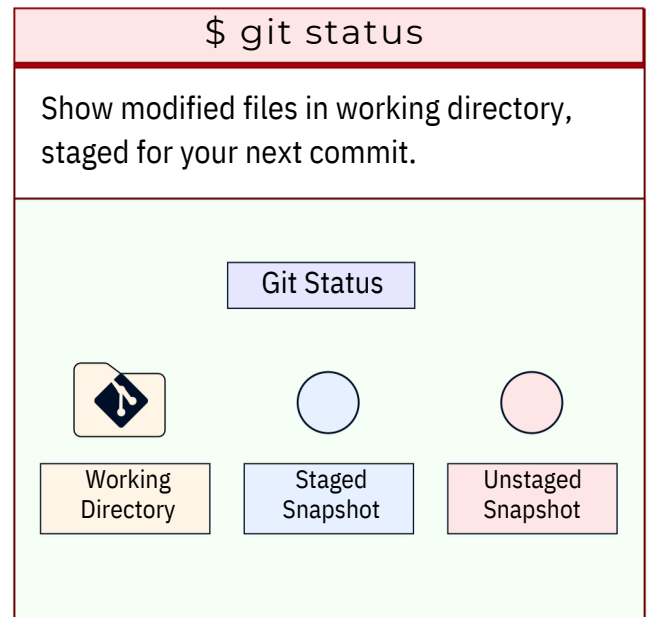 $ git status
Show modified files in working directory,
staged for your next commit.
Git Status
Working
Directory
Staged
Snapshot
Unstaged
Snapshot